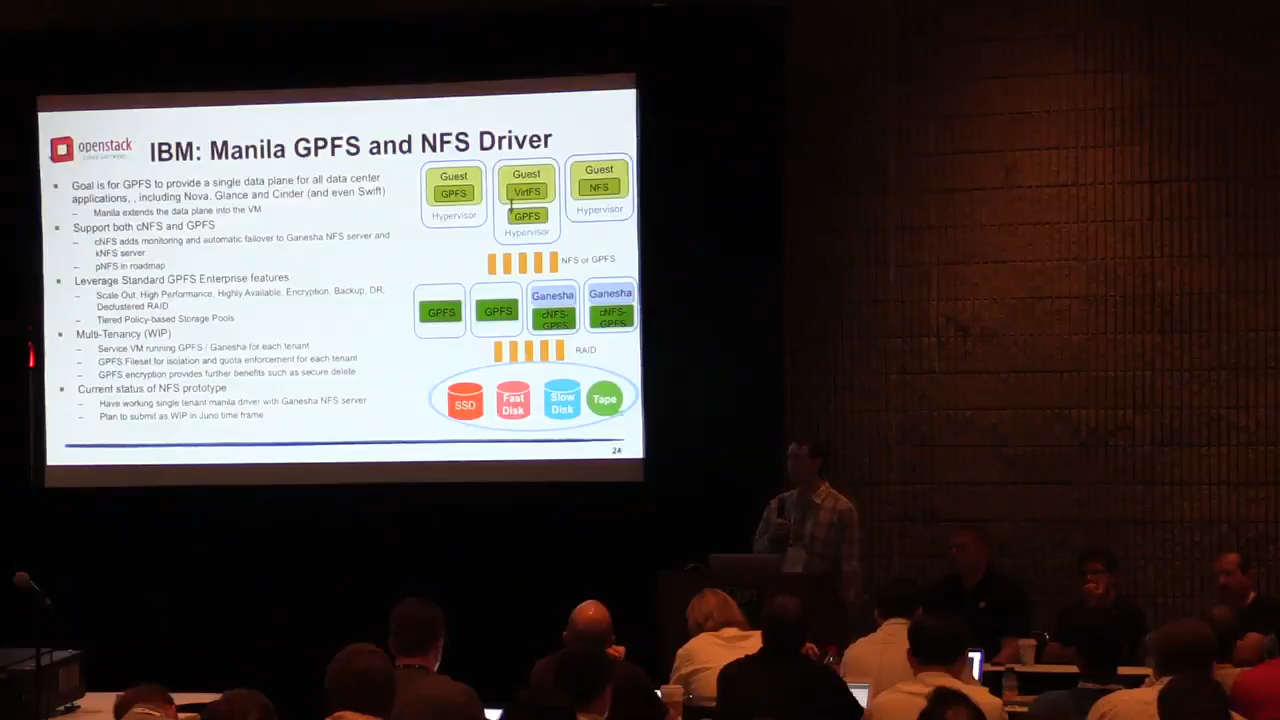 openstack
IBM: Manila GPFS and NFS Driver
Goal is for GPFS to provide a single data plane for all data center
applications, , including Nova, Glance and Cinder (and even Swift)
– Manila extends the data plane into the VM
Support both cNFS and GPFS
– cNFS adds monitoring and automatic failover to Ganesha NFS server and
kNFS server
– pNFS in roadmap
Leverage Standard GPFS Enterprise features
– Scale Out, High Performance, Highly Available, Encryption, Backup, DR,
Declustered RAID
– Tiered Policy-based Storage Pools
Multi-Tenancy (WIP)
– Service VM running GPFS / Ganesha for each tenant
– GPFS Fileset for isolation and quota enforcement for each tenant
– GPFS encryption provides further benefits such as secure delete
Current status of NFS prototype
– Have working single tenant manila driver with Ganesha NFS server
– Plan to submit as WIP in Juno time frame
Guest
GPFS
Hypervisor
Guest
VirtFS
GPFS
Hypervisor
Guest
NFS
Hypervisor
NFS or GPFS
GPFS
GPFS
Ganesha
cNFS-
GPFS
Ganesha
cNFS-
GPFS
RAID
SSD
Fast
Disk
Slow
Disk
Tape
24